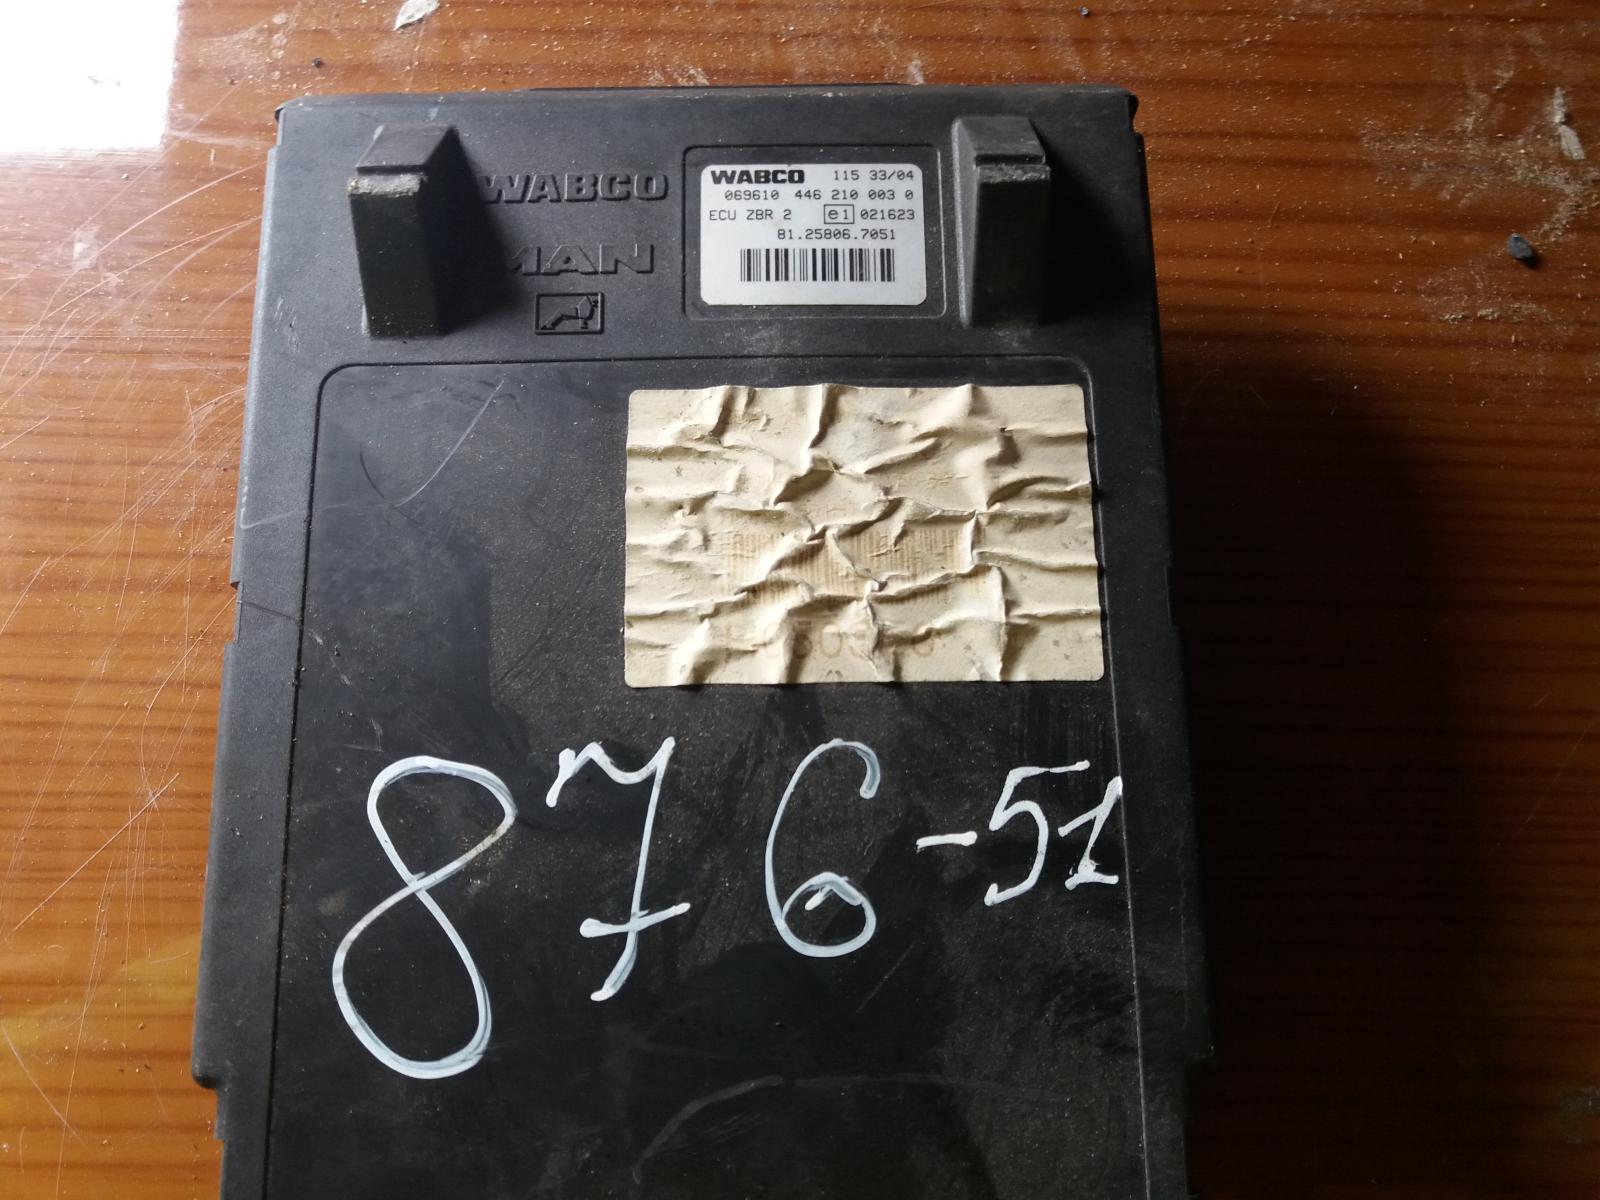 WABCO
MAN
WABCO 115 33/04
069610 446 210 003 0
ECU ZBR 2 e1 021623
81.25806.7051
876-51